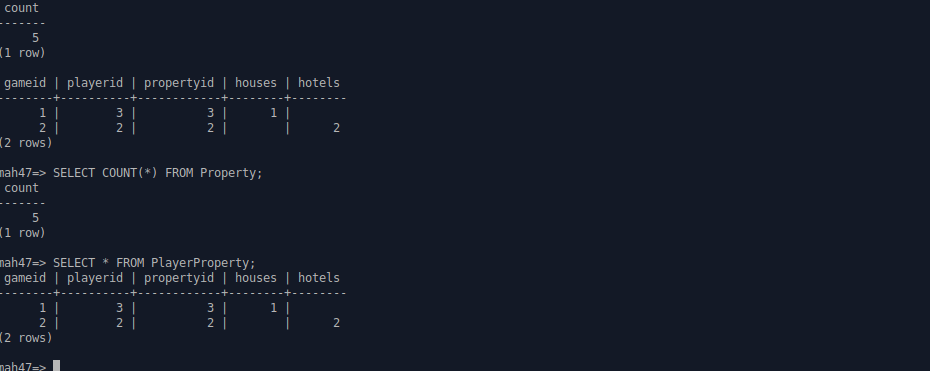 count
-------
5
(1 row)
gameid | playerid | propertyid | houses | hotels
--------+----------+------------+--------+--------
1 | 3 | 3 | 1 |
2 | 2 | 2 | | 2
(2 rows)
mah47=> SELECT COUNT(*) FROM Property;
count
-------
5
(1 row)
mah47=> SELECT * FROM PlayerProperty;
gameid | playerid | propertyid | houses | hotels
--------+----------+------------+--------+--------
1 | 3 | 3 | 1 |
2 | 2 | 2 | | 2
(2 rows)
mah47=>